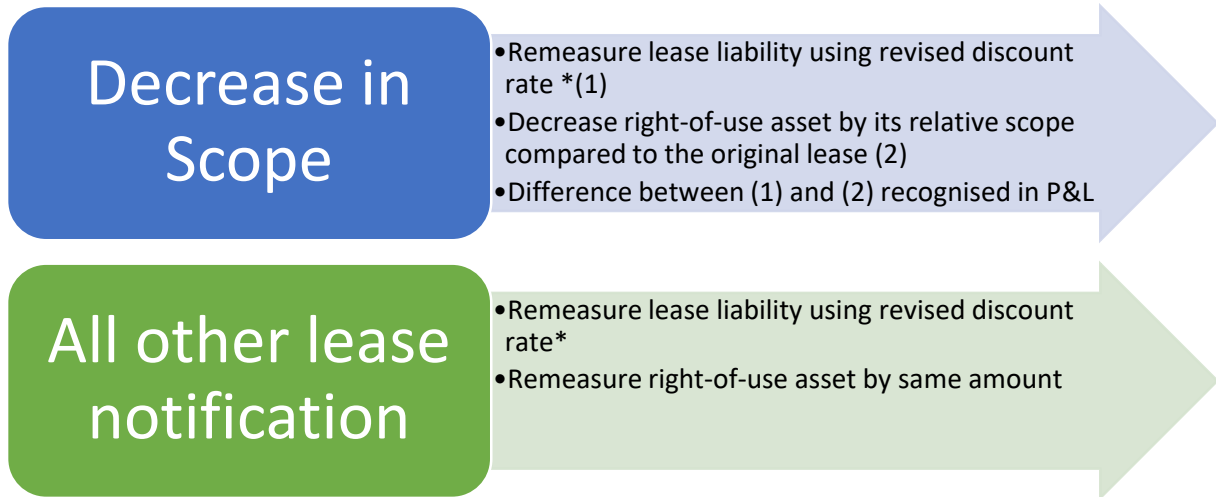 Decrease in
Scope
•Remeasure lease liability using revised discount
rate *(1)
•Decrease right-of-use asset by its relative scope
compared to the original lease (2)
•Difference between (1) and (2) recognised in P&L
All other lease
notification
•Remeasure lease liability using revised discount
rate*
•Remeasure right-of-use asset by same amount